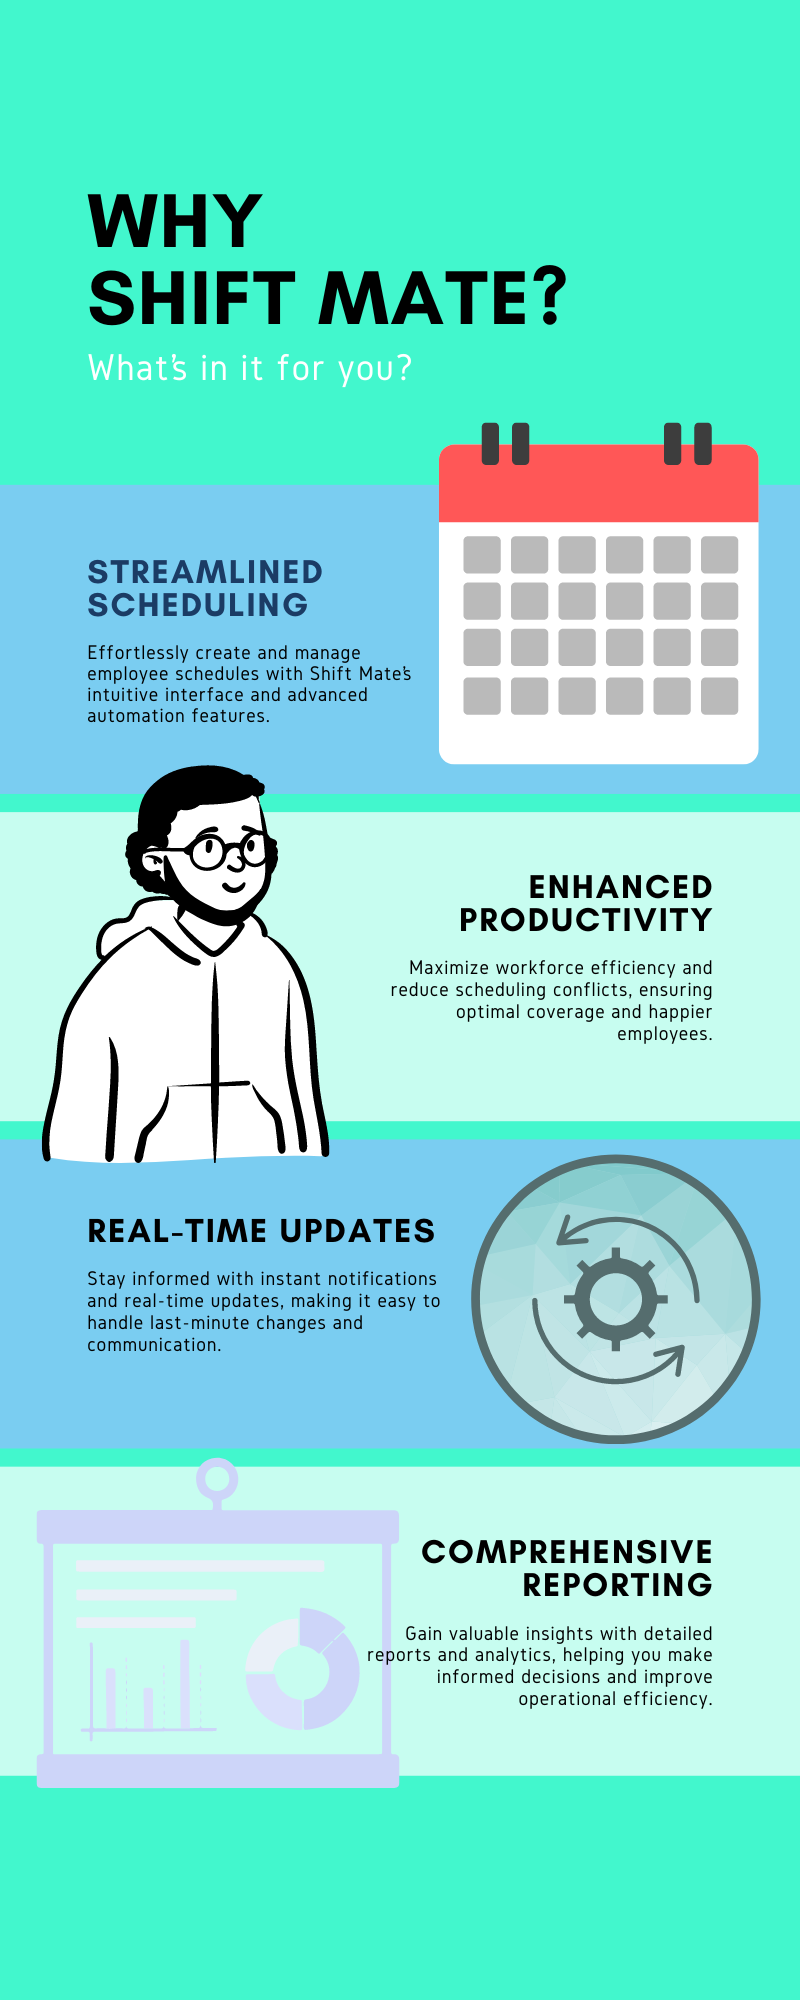 WHY
SHIFT MATE?
What's in it for you?
STREAMLINED
SCHEDULING
Effortlessly create and manage
employee schedules with Shift Mate's
intuitive interface and advanced
automation features.
ENHANCED
PRODUCTIVITY
Maximize workforce efficiency and
reduce scheduling conflicts, ensuring
optimal coverage and happier
employees.
REAL-TIME UPDATES
Stay informed with instant notifications
and real-time updates, making it easy to
handle last-minute changes and
communication.
COMPREHENSIVE
REPORTING
Gain valuable insights with detailed
reports and analytics, helping you make
informed decisions and improve
operational efficiency.